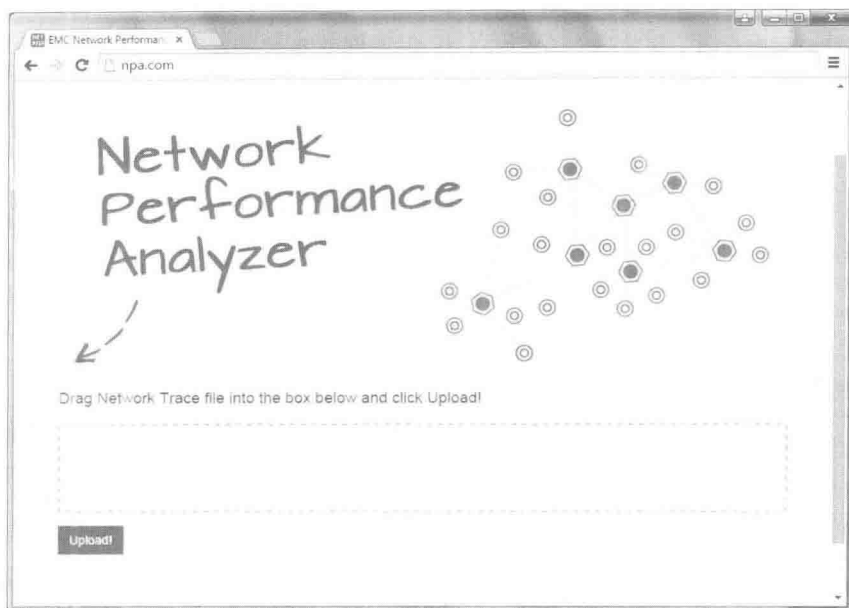 EMC Network Performan
npa.com
Network
Performance
Analyzer
Drag Network Trace file into the box below and click Upload!
Upload!